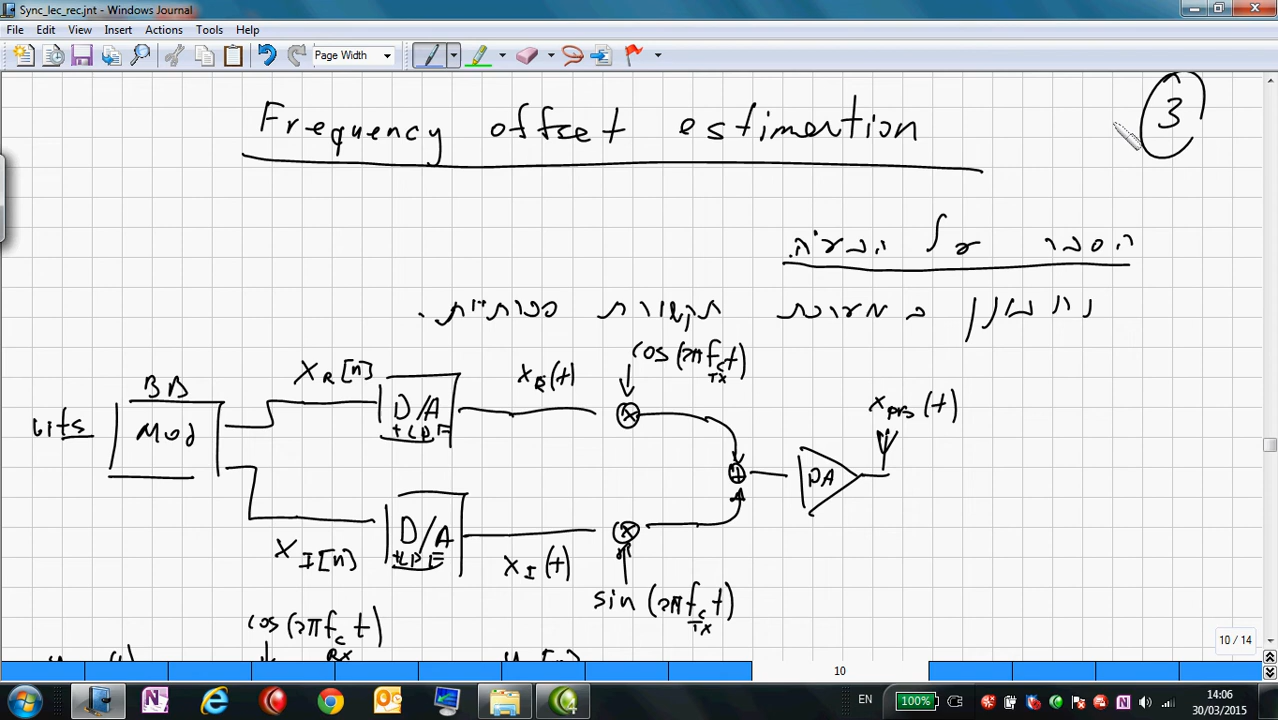 Sync_lec_rec.jnt - Windows Journal
File Edit View Insert Actions Tools Help
Page Width
Frequency offset estimation
3
הסבר של הבעיה.
נתבונן במערכת תקשורת ספרתית.
cos(2πf_c TX t)
bits
BB
Mod
X_R[n]
D/A
+LPF
x_R(t)
x_PB(t)
PA
X_I[n]
D/A
+LPF
x_I(t)
sin(2πf_c TX t)
cos(2πf_c RX t)
10 / 14
10
EN
100%
14:06
30/03/2015